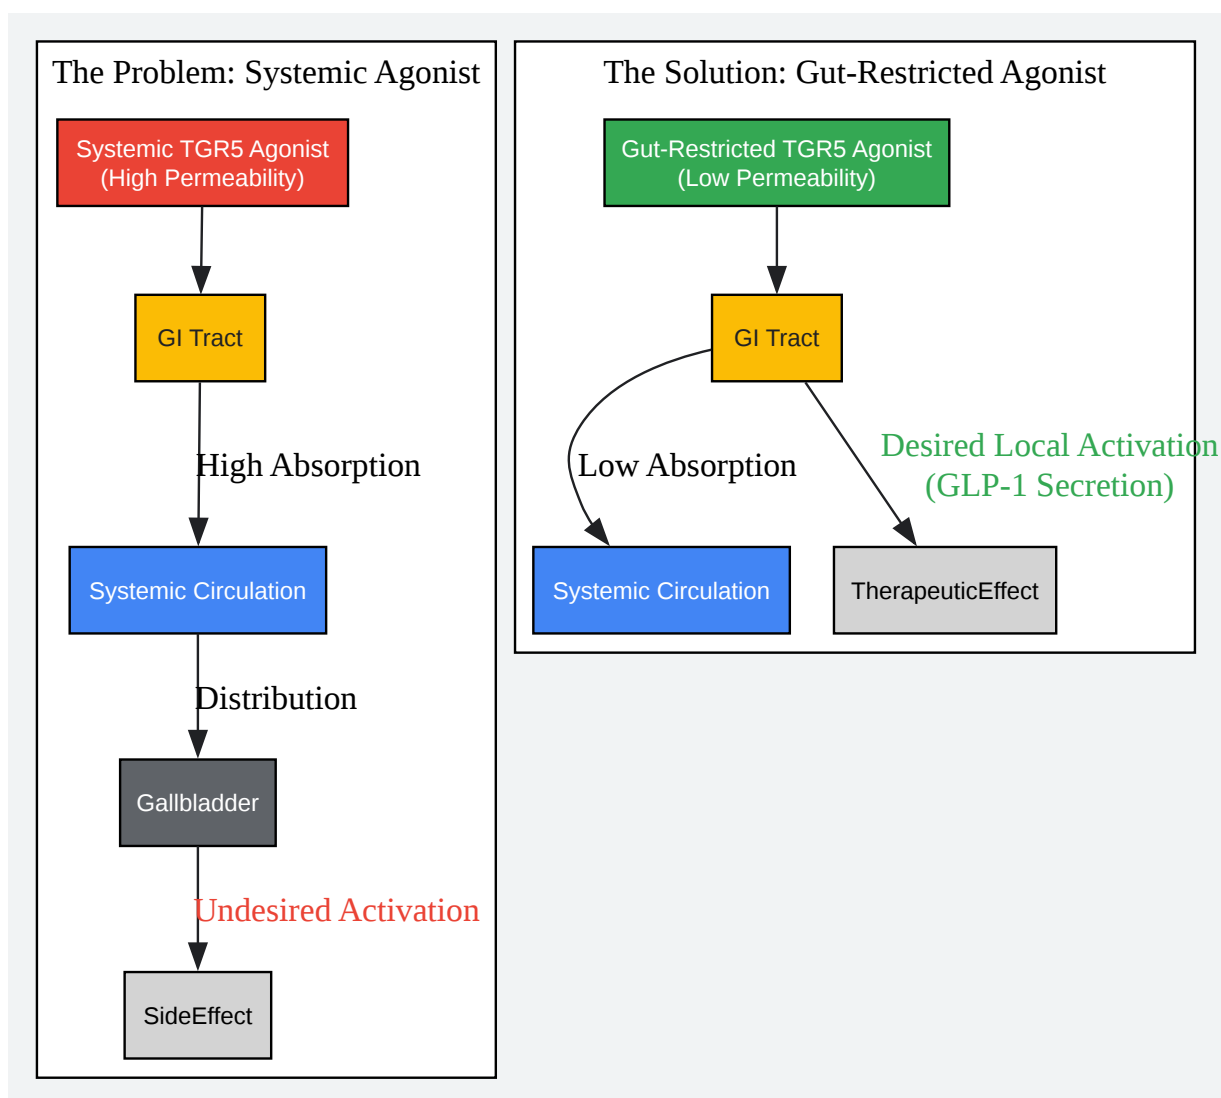 The Problem: Systemic Agonist
Systemic TGR5 Agonist
(High Permeability)
GI Tract
High Absorption
Systemic Circulation
Distribution
Gallbladder
Undesired Activation
SideEffect
The Solution: Gut-Restricted Agonist
Gut-Restricted TGR5 Agonist
(Low Permeability)
GI Tract
Low Absorption
Desired Local Activation
(GLP-1 Secretion)
Systemic Circulation
TherapeuticEffect